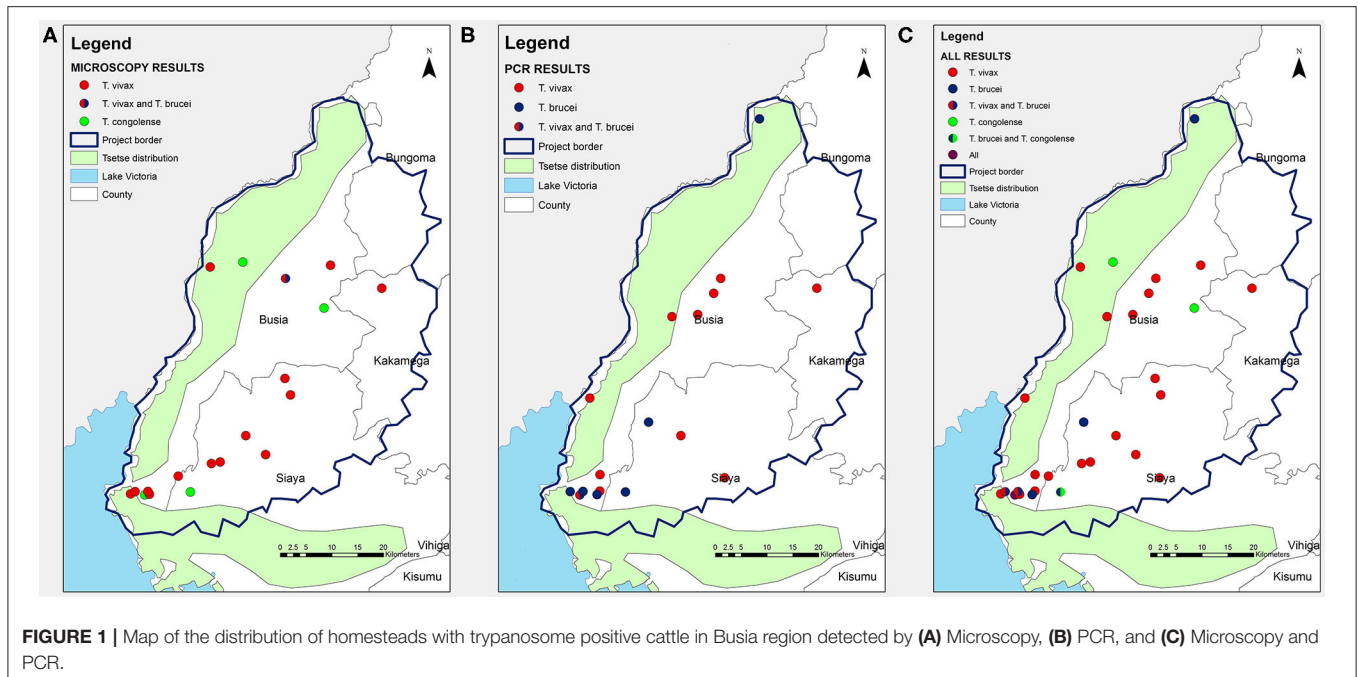 A
Legend
MICROSCOPY RESULTS
T. vivax
T. vivax and T. brucei
T. congolense
Project border
Tsetse distribution
Lake Victoria
County
N
Bungoma
Busia
Kakamega
Siaya
0 2.5 5 10 15 20
Kilometers
Vihiga
Kisumu
B
Legend
PCR RESULTS
T. vivax
T. brucei
T. vivax and T. brucei
Project border
Tsetse distribution
Lake Victoria
County
N
Bungoma
Busia
Kakamega
Siaya
0 2.5 5 10 15 20
Kilometers
Vihiga
Kisumu
C
Legend
ALL RESULTS
T. vivax
T. brucei
T. vivax and T. brucei
T. congolense
T. brucei and T. congolense
All
Project border
Tsetse distribution
Lake Victoria
County
N
Bungoma
Busia
Kakamega
Siaya
0 2.5 5 10 15 20
Kilometers
Vihiga
Kisumu
FIGURE 1 | Map of the distribution of homesteads with trypanosome positive cattle in Busia region detected by (A) Microscopy, (B) PCR, and (C) Microscopy and
PCR.